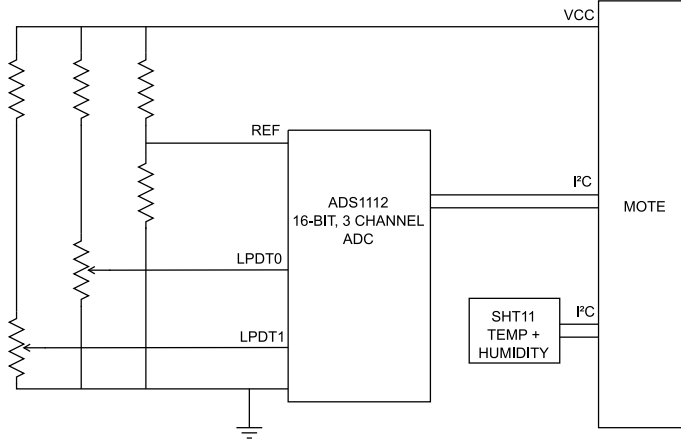 VCC
REF
ADS1112
16-BIT, 3 CHANNEL
ADC
I²C
MOTE
LPDT0
LPDT1
SHT11
TEMP +
HUMIDITY
I²C